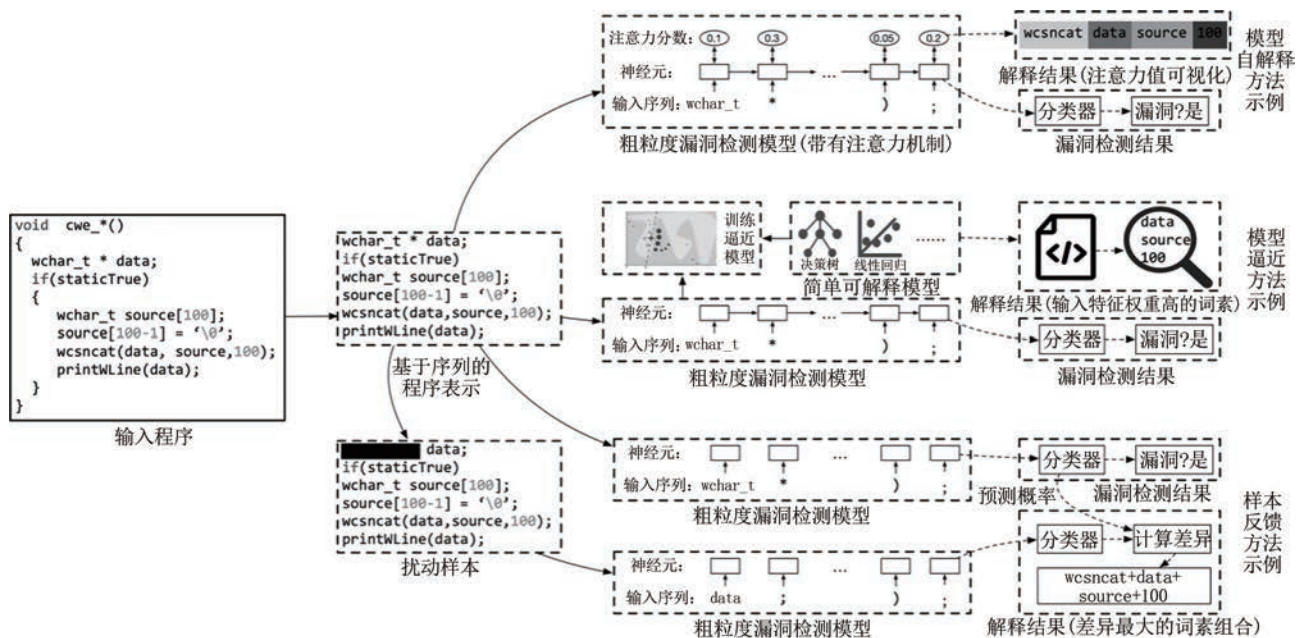 void cwe_*()
{
wchar_t * data;
if(staticTrue)
{
wchar_t source[100];
source[100-1] = ‘\0’;
wcsncat(data, source,100);
printWLine(data);
}
}
输入程序
wchar_t * data;
if(staticTrue)
wchar_t source[100];
source[100-1] = ‘\0’;
wcsncat(data,source,100);
printWLine(data);
基于序列的
程序表示
data;
if(staticTrue)
wchar_t source[100];
source[100-1] = ‘\0’;
wcsncat(data,source,100);
printWLine(data);
扰动样本
注意力分数: 0.1 0.3 0.05 0.2
神经元: ...
输入序列: wchar_t * ) ;
粗粒度漏洞检测模型(带有注意力机制)
wcsncat data source 100
解释结果(注意力值可视化)
分类器 漏洞?是
漏洞检测结果
模型
自解释
方法
示例
训练
逼近
模型
决策树 线性回归 ......
简单可解释模型
神经元: ...
输入序列: wchar_t * ) ;
粗粒度漏洞检测模型
</>
data
source
100
解释结果(输入特征权重高的词素)
分类器 漏洞?是
漏洞检测结果
模型
逼近
方法
示例
神经元: ...
输入序列: wchar_t * ) ;
粗粒度漏洞检测模型
分类器 漏洞?是
漏洞检测结果
预测概率
神经元: ...
输入序列: data ; ) ;
粗粒度漏洞检测模型
分类器 计算差异
wcsncat+data+
source+100
解释结果(差异最大的词素组合)
样本
反馈
方法
示例